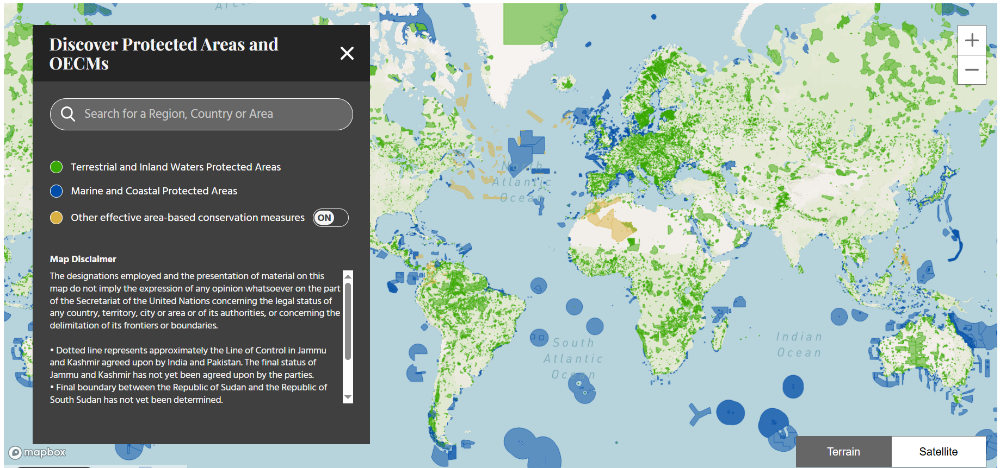 Arctic
Discover Protected Areas and
OECMs
Search for a Region, Country or Area
Terrestrial and Inland Waters Protected Areas
Marine and Coastal Protected Areas
Other effective area-based conservation measures
ON
Map Disclaimer
The designations employed and the presentation of material on this
map do not imply the expression of any opinion whatsoever on the part
of the Secretariat of the United Nations concerning the legal status of
any country, territory, city or area or of its authorities, or concerning the
delimitation of its frontiers or boundaries.
• Dotted line represents approximately the Line of Control in Jammu
and Kashmir agreed upon by India and Pakistan. The final status of
Jammu and Kashmir has not yet been agreed upon by the parties.
• Final boundary between the Republic of Sudan and the Republic of
South Sudan has not yet been determined.
North
Atlantic
Ocean
South
Atlantic
Ocean
Indian
Ocean
+
−
mapbox
Terrain
Satellite